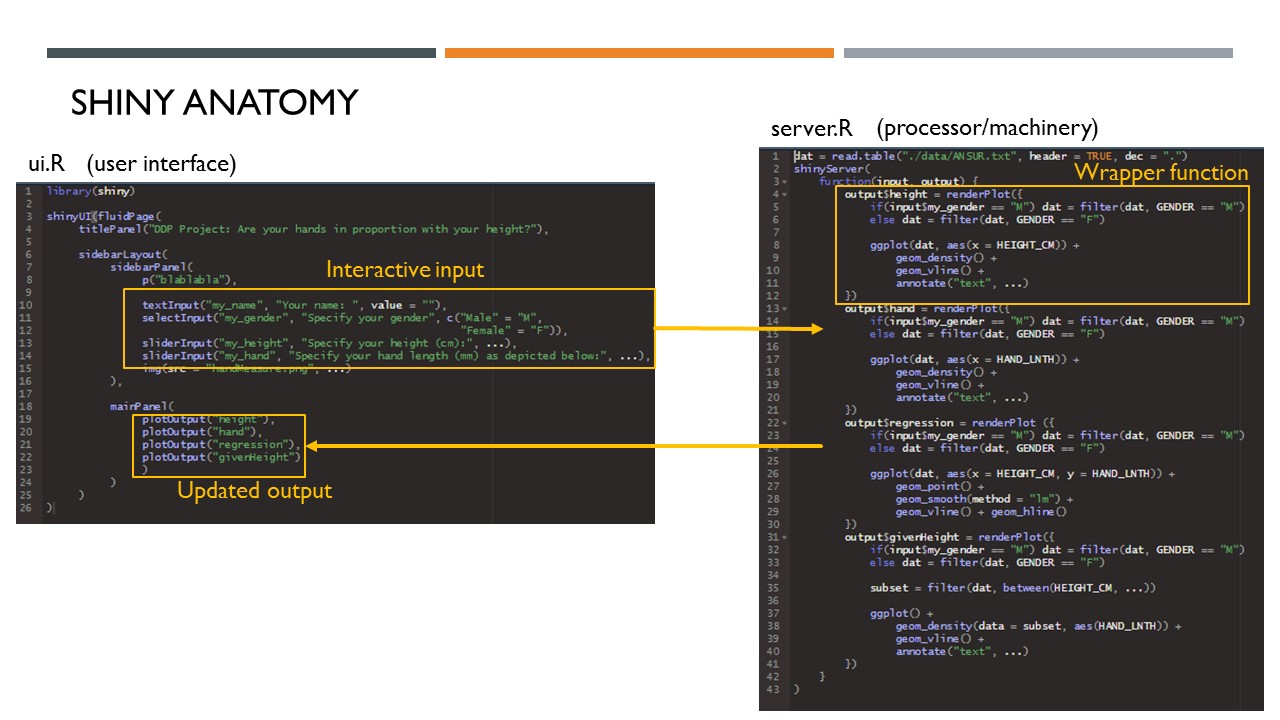 SHINY ANATOMY
ui.R (user interface)
1 library(shiny)
2
3 shinyUI(fluidPage(
4 titlePanel("DDP Project: Are your hands in proportion with your height?"),
5
6 sidebarLayout(
7 sidebarPanel(
8 p("blablabla"),
Interactive input
9
10 textInput("my_name", "Your name: ", value = ""),
11 selectInput("my_gender", "Specify your gender", c("Male" = "M",
12 "Female" = "F")),
13 sliderInput("my_height", "Specify your height (cm):", ...),
14 sliderInput("my_hand", "Specify your hand length (mm) as depicted below:", ...),
15 img(src = "handMeasure.png", ...)
16 ),
17
18 mainPanel(
19 plotOutput("height"),
20 plotOutput("hand"),
21 plotOutput("regression"),
22 plotOutput("givenHeight")
23 )
24 )
Updated output
25 )
26 )
server.R (processor/machinery)
1 dat = read.table("./data/ANSUR.txt", header = TRUE, dec = ".")
2 shinyServer(
Wrapper function
3 function(input, output) {
4 output$height = renderPlot({
5 if(input$my_gender == "M") dat = filter(dat, GENDER == "M")
6 else dat = filter(dat, GENDER == "F")
7
8 ggplot(dat, aes(x = HEIGHT_CM)) +
9 geom_density() +
10 geom_vline() +
11 annotate("text", ...)
12 })
13 output$hand = renderPlot({
14 if(input$my_gender == "M") dat = filter(dat, GENDER == "M")
15 else dat = filter(dat, GENDER == "F")
16
17 ggplot(dat, aes(x = HAND_LNTH)) +
18 geom_density() +
19 geom_vline() +
20 annotate("text", ...)
21 })
22 output$regression = renderPlot ({
23 if(input$my_gender == "M") dat = filter(dat, GENDER == "M")
24 else dat = filter(dat, GENDER == "F")
25
26 ggplot(dat, aes(x = HEIGHT_CM, y = HAND_LNTH)) +
27 geom_point() +
28 geom_smooth(method = "lm") +
29 geom_vline() + geom_hline()
30 })
31 output$givenHeight = renderPlot({
32 if(input$my_gender == "M") dat = filter(dat, GENDER == "M")
33 else dat = filter(dat, GENDER == "F")
34
35 subset = filter(dat, between(HEIGHT_CM, ...))
36
37 ggplot() +
38 geom_density(data = subset, aes(HAND_LNTH)) +
39 geom_vline() +
40 annotate("text", ...)
41 })
42 }
43 )